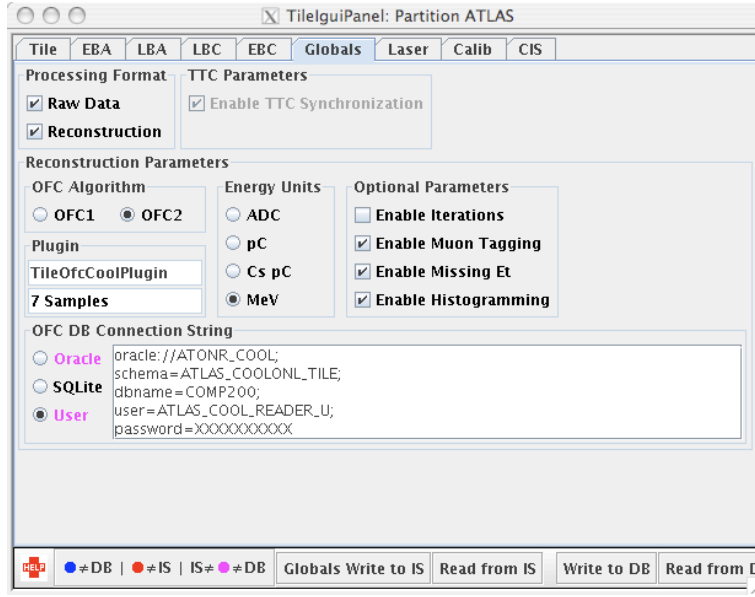 TileIguiPanel: Partition ATLAS
Tile EBA LBA LBC EBC Globals Laser Calib CIS
Processing Format TTC Parameters
Raw Data Enable TTC Synchronization
Reconstruction
Reconstruction Parameters
OFC Algorithm Energy Units Optional Parameters
OFC1 OFC2 ADC Enable Iterations
Plugin pC Enable Muon Tagging
TileOfcCoolPlugin Cs pC Enable Missing Et
7 Samples MeV Enable Histogramming
OFC DB Connection String
Oracle oracle://ATONR_COOL;
schema=ATLAS_COOLONL_TILE;
SQLite dbname=COMP200;
User user=ATLAS_COOL_READER_U;
password=XXXXXXXXXX
HELP ≠DB | ≠IS | IS≠ ≠DB Globals Write to IS Read from IS Write to DB Read from